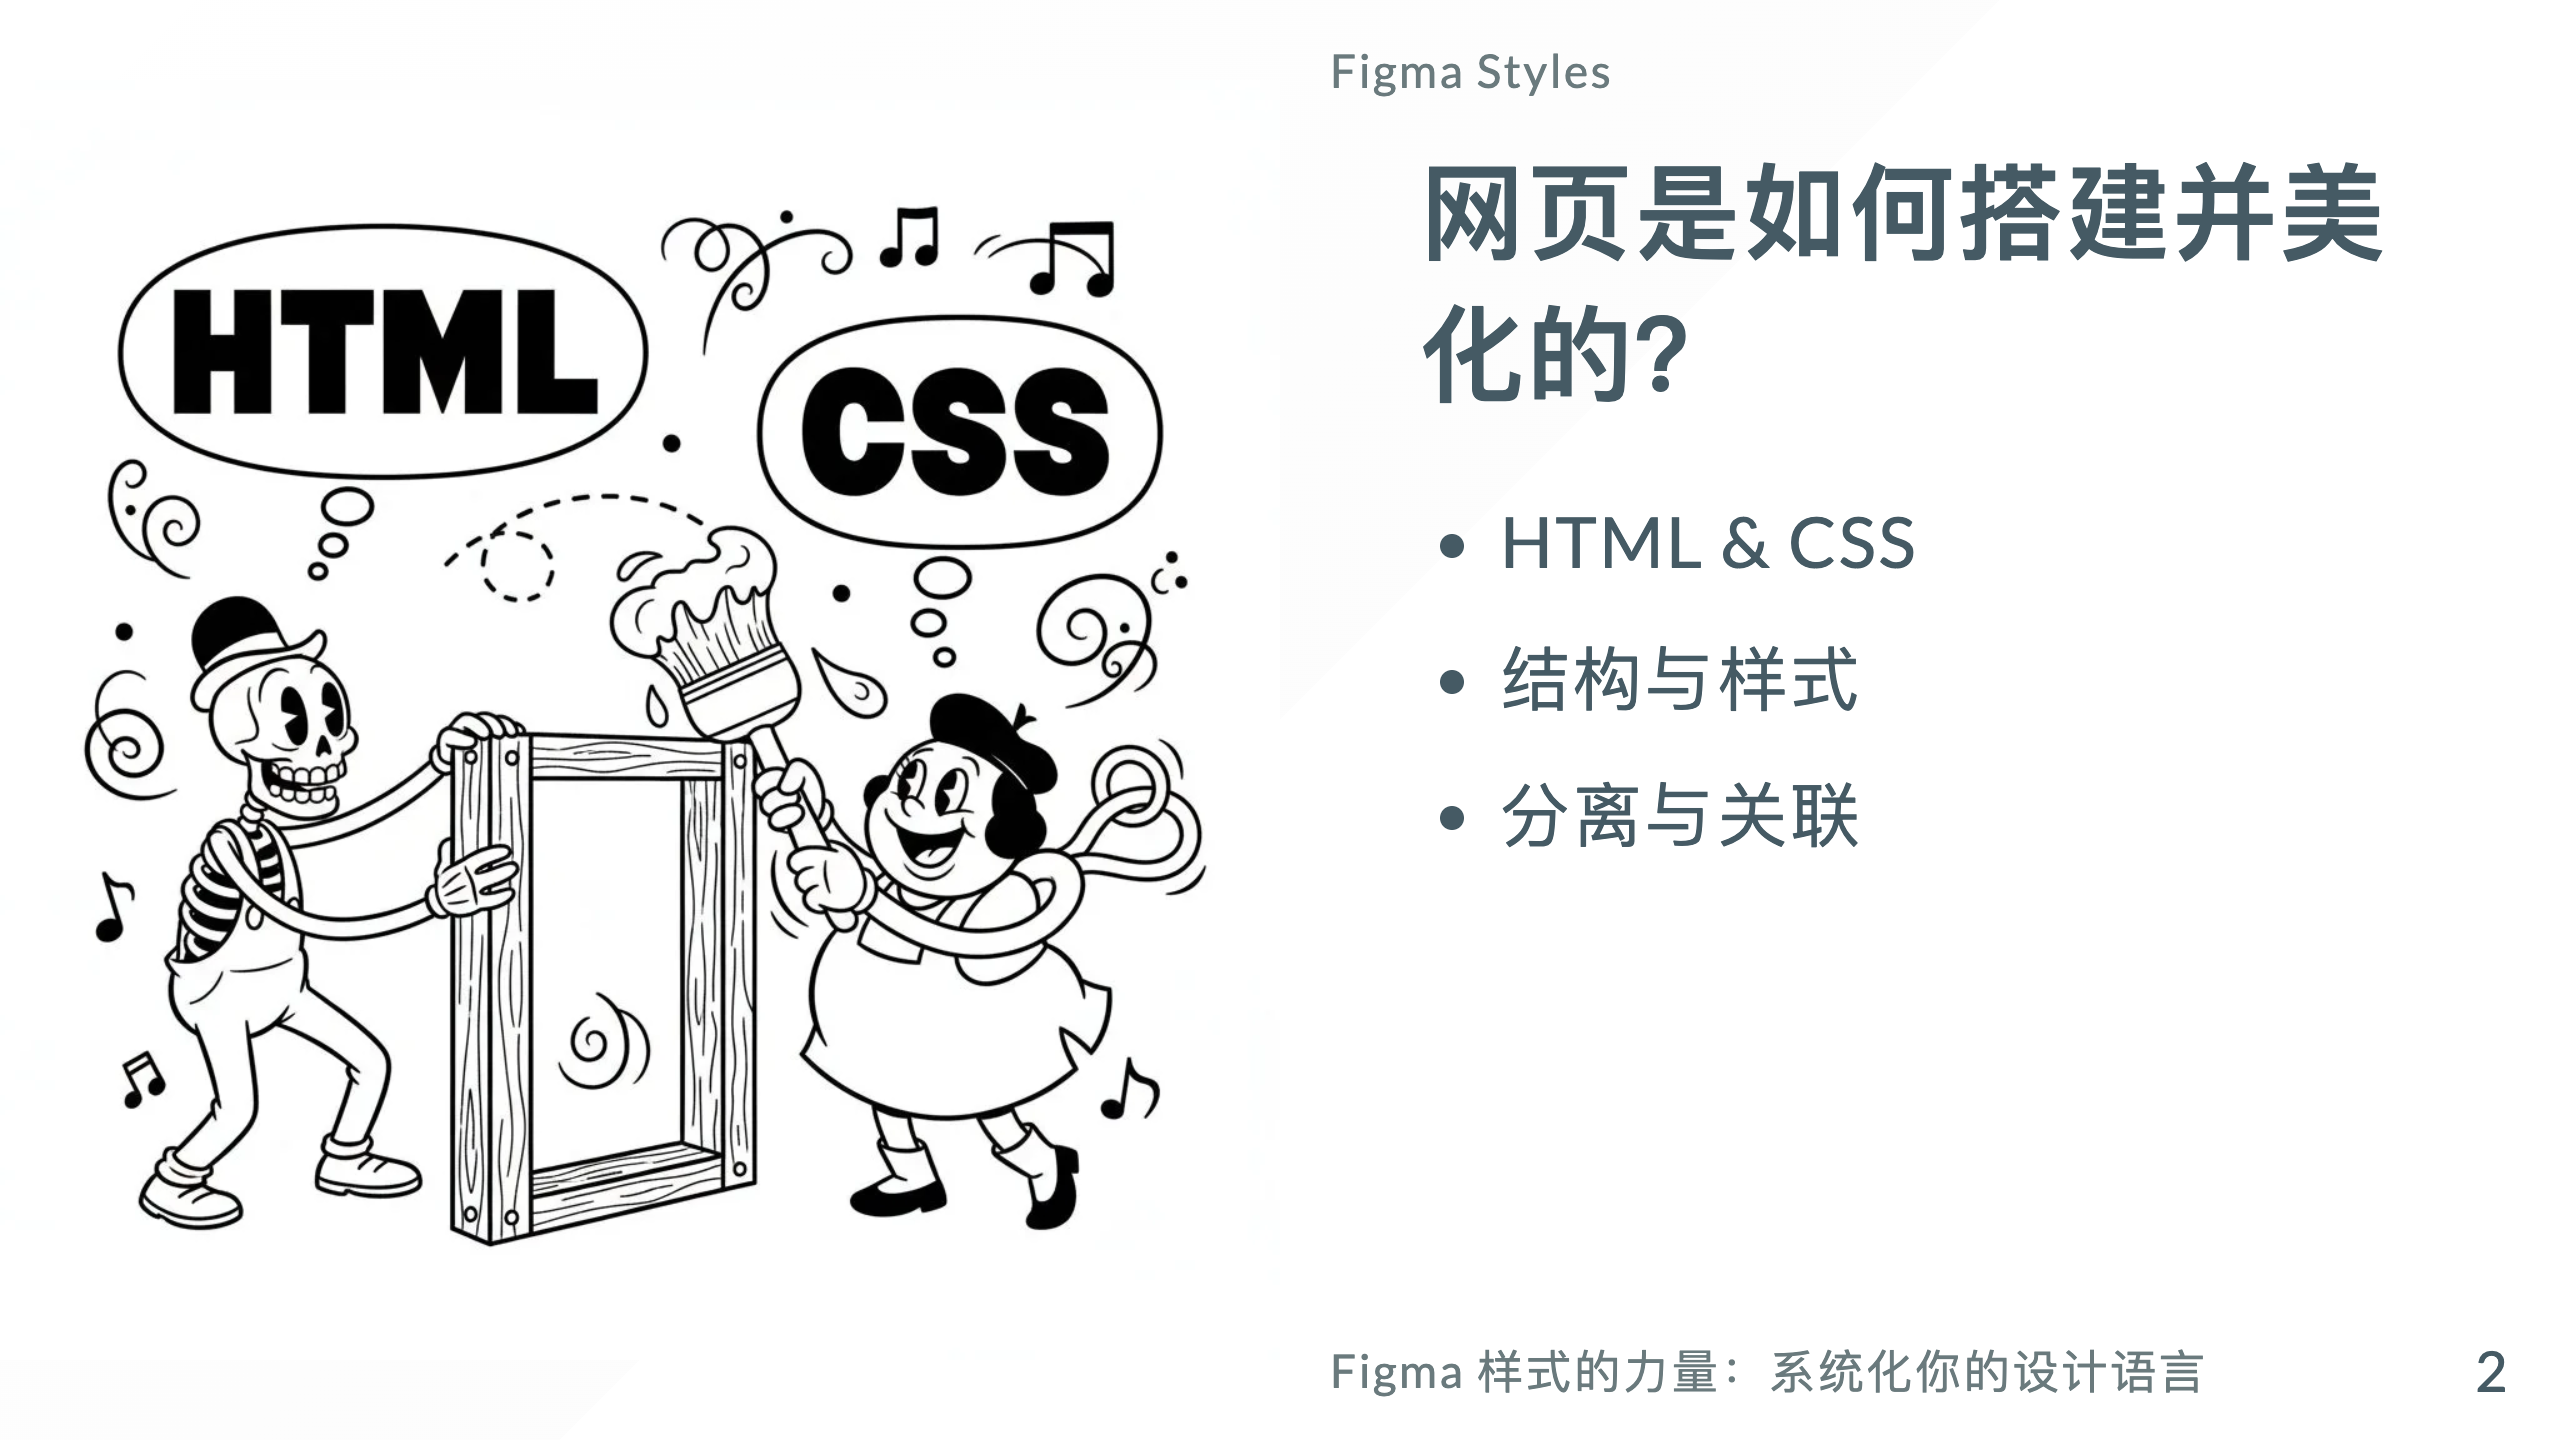 HTML
CSS
Figma Styles
网页是如何搭建并美
化的?
HTML & CSS
结构与样式
分离与关联
Figma 样式的力量：系统化你的设计语言
2